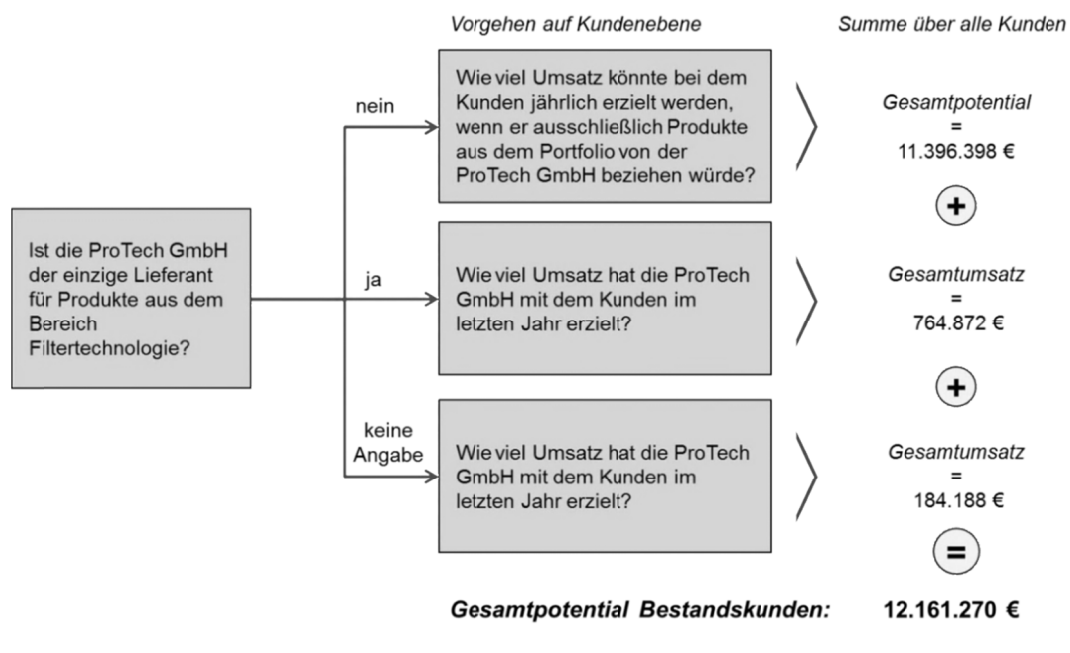 Vorgehen auf Kundenebene
Summe über alle Kunden
Ist die ProTech GmbH
der einzige Lieferant
für Produkte aus dem
Bereich
Filtertechnologie?
nein
Wie viel Umsatz könnte bei dem
Kunden jährlich erzielt werden,
wenn er ausschließlich Produkte
aus dem Portfolio von der
ProTech GmbH beziehen würde?
Gesamtpotential
=
11.396.398 €
+
ja
Wie viel Umsatz hat die ProTech
GmbH mit dem Kunden im
letzten Jahr erzielt?
Gesamtumsatz
=
764.872 €
+
keine
Angabe
Wie viel Umsatz hat die ProTech
GmbH mit dem Kunden im
letzten Jahr erzielt?
Gesamtumsatz
=
184.188 €
=
Gesamtpotential Bestandskunden: 12.161.270 €